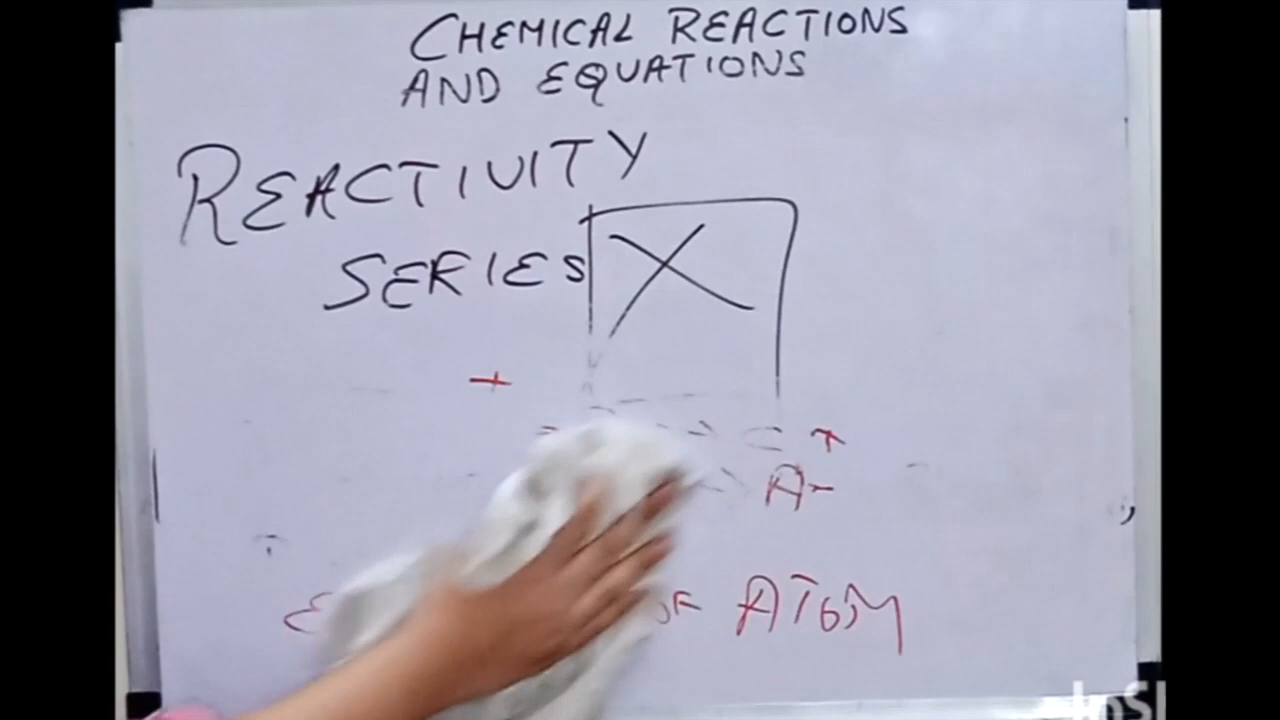 CHEMICAL REACTIONS
AND EQUATIONS
REACTIVITY
SERIES
X
+
ATOM